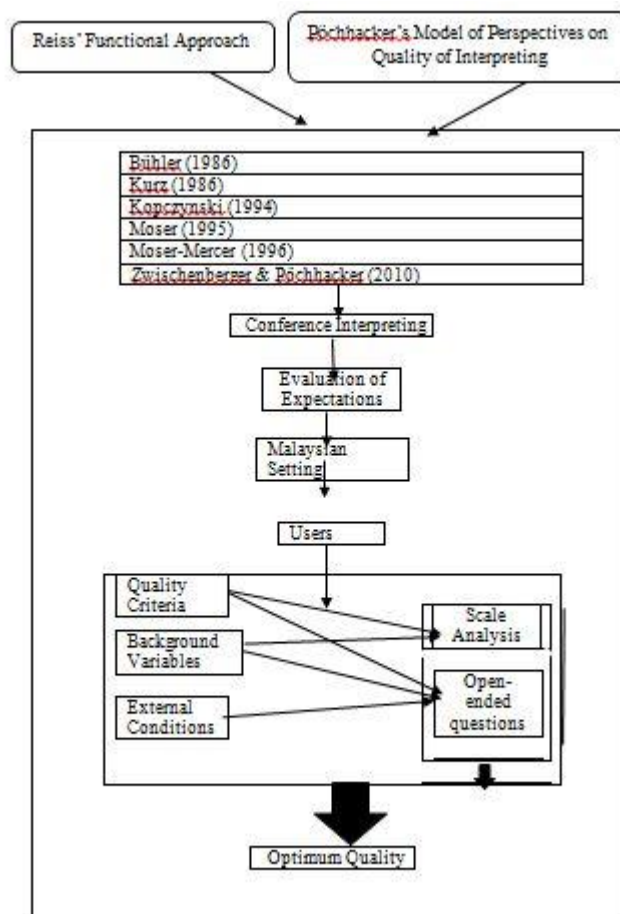 Reiss’ Functional Approach
Pöchhacker’s Model of Perspectives on
Quality of Interpreting
Bühler (1986)
Kurz (1986)
Kopczynski (1994)
Moser (1995)
Moser-Mercer (1996)
Zwischenberger & Pöchhacker (2010)
Conference Interpreting
Evaluation of
Expectations
Malaysian
Setting
Users
Quality
Criteria
Scale
Analysis
Background
Variables
Open-
ended
questions
External
Conditions
Optimum Quality